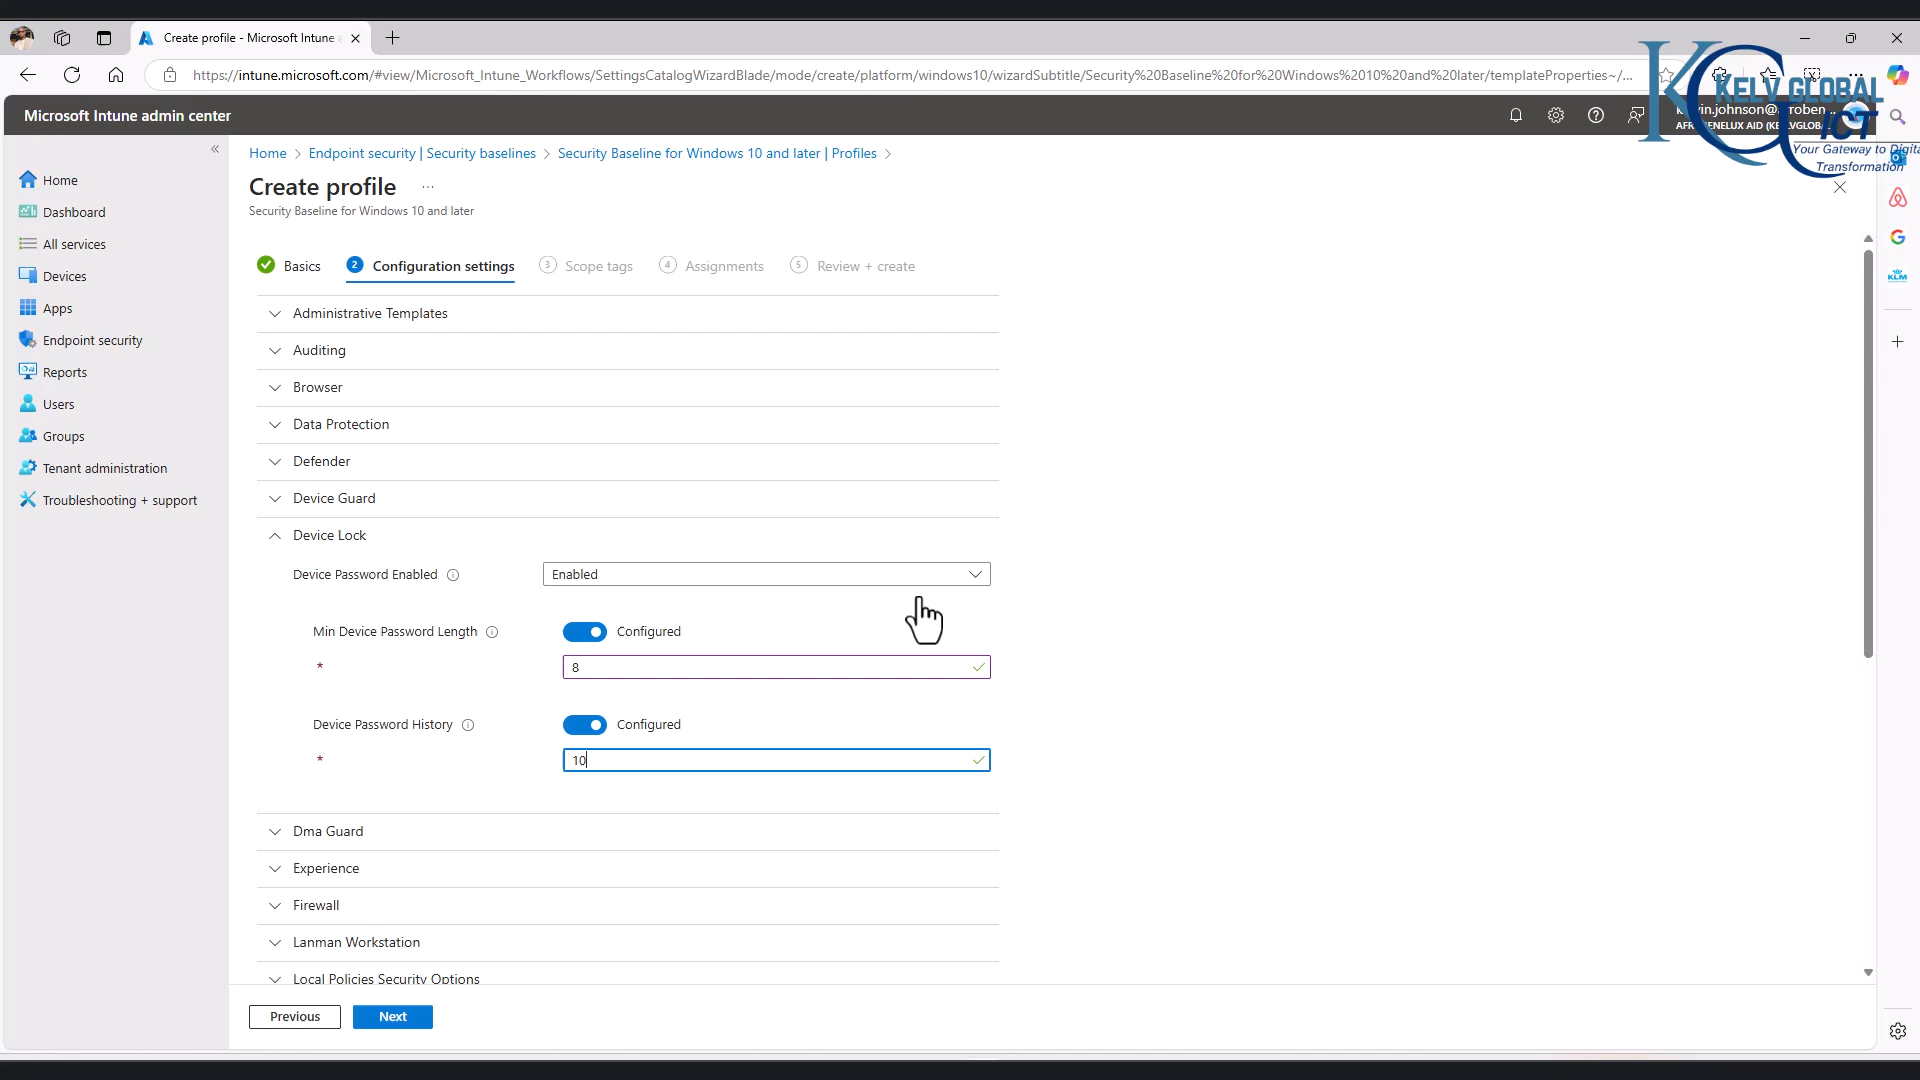 Create profile - Microsoft Intune
https://intune.microsoft.com/#view/Microsoft_Intune_Workflows/SettingsCatalogWizardBlade/mode/create/platform/windows10/wizardSubtitle/Security%20Baseline%20for%20Windows%2010%20and%20later/templateProperties~/...
KELV GLOBAL
ICT
Your Gateway to Digita
Transformation
Microsoft Intune admin center
Home > Endpoint security | Security baselines > Security Baseline for Windows 10 and later | Profiles >
Create profile
...
Security Baseline for Windows 10 and later
Home
Dashboard
All services
Devices
Apps
Endpoint security
Reports
Users
Groups
Tenant administration
Troubleshooting + support
Basics
2 Configuration settings
3 Scope tags
4 Assignments
5 Review + create
Administrative Templates
Auditing
Browser
Data Protection
Defender
Device Guard
Device Lock
Device Password Enabled
Enabled
Min Device Password Length
Configured
*
8
Device Password History
Configured
*
10
Dma Guard
Experience
Firewall
Lanman Workstation
Local Policies Security Options
Previous
Next
KLM